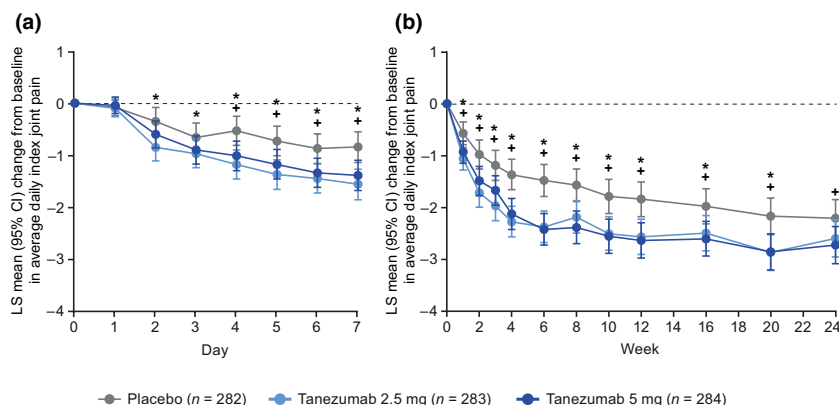 (a)
LS mean (95% CI) change from baseline
in average daily index joint pain
1
0
–1
–2
–3
–4
* * * * * *
+ + + +
0 1 2 3 4 5 6 7
Day
(b)
LS mean (95% CI) change from baseline
in average daily index joint pain
1
0
–1
–2
–3
–4
* * * * * * * * * *
+ + + + + + + + + + +
0 2 4 6 8 10 12 14 16 18 20 22 24
Week
Placebo (n = 282) Tanezumab 2.5 mg (n = 283) Tanezumab 5 mg (n = 284)